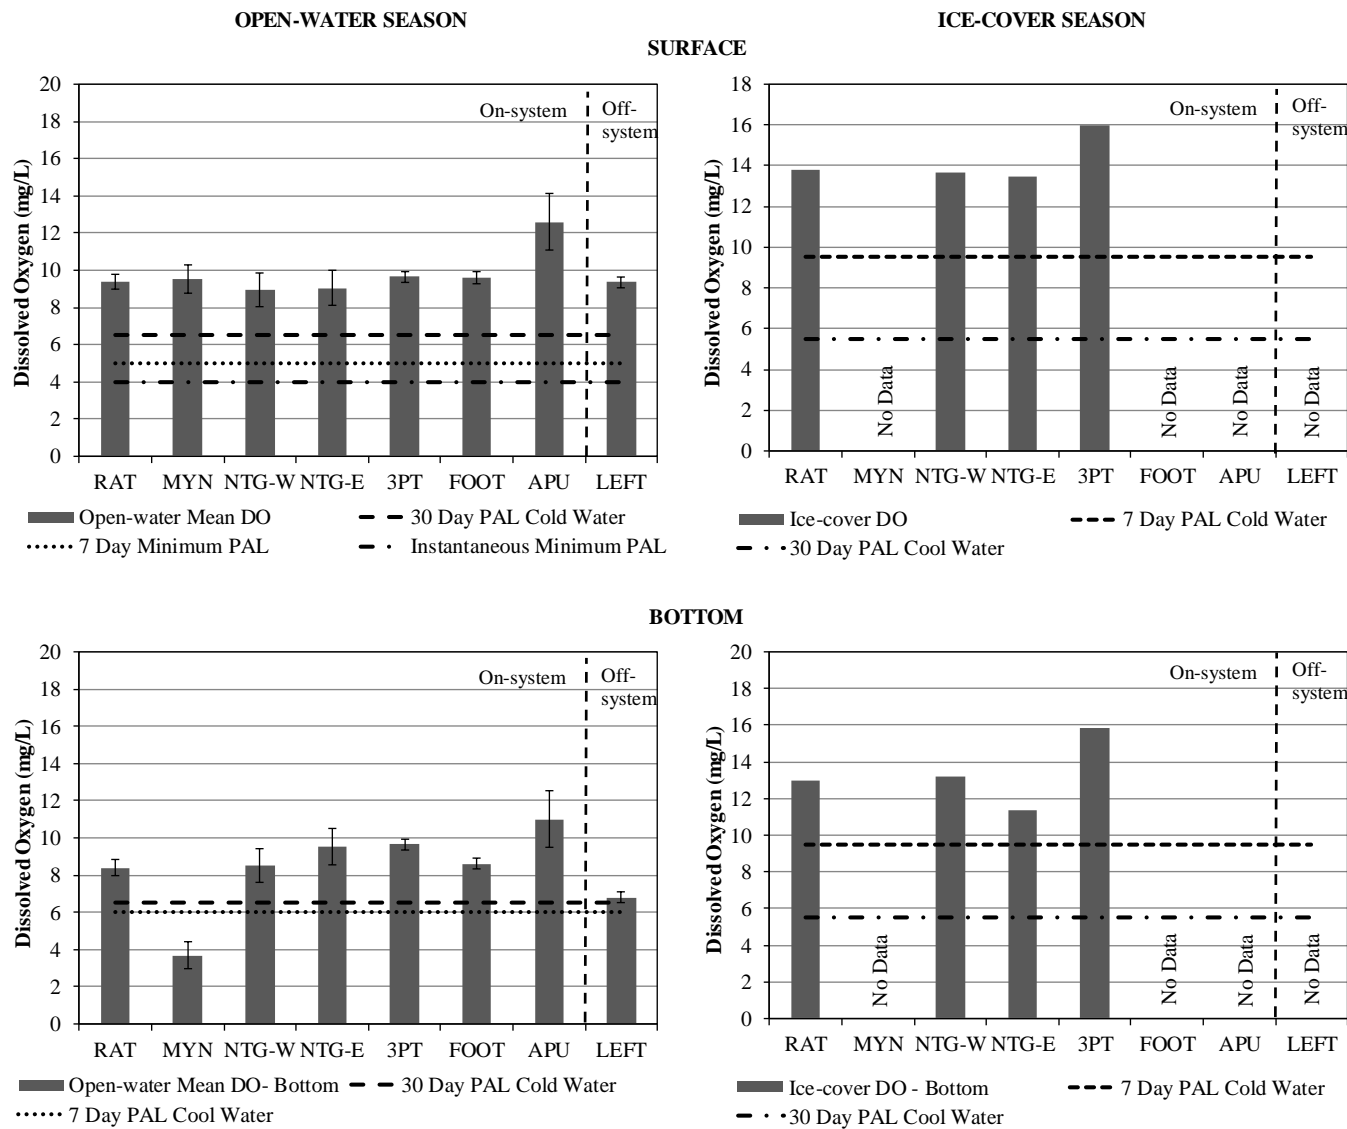 OPEN-WATER SEASON
ICE-COVER SEASON
SURFACE
Dissolved Oxygen (mg/L)
20
18
16
14
12
10
8
6
4
2
0
On-system
Off-
system
RAT MYN NTG-W NTG-E 3PT FOOT APU LEFT
Open-water Mean DO
30 Day PAL Cold Water
7 Day Minimum PAL
Instantaneous Minimum PAL
Dissolved Oxygen (mg/L)
18
16
14
12
10
8
6
4
2
0
On-system
Off-
system
No Data
No Data
No Data
No Data
RAT MYN NTG-W NTG-E 3PT FOOT APU LEFT
Ice-cover DO
7 Day PAL Cold Water
30 Day PAL Cool Water
BOTTOM
Dissolved Oxygen (mg/L)
20
18
16
14
12
10
8
6
4
2
0
On-system
Off-
system
RAT MYN NTG-W NTG-E 3PT FOOT APU LEFT
Open-water Mean DO- Bottom
30 Day PAL Cold Water
7 Day PAL Cool Water
Dissolved Oxygen (mg/L)
20
18
16
14
12
10
8
6
4
2
0
On-system
Off-
system
No Data
No Data
No Data
No Data
RAT MYN NTG-W NTG-E 3PT FOOT APU LEFT
Ice-cover DO - Bottom
7 Day PAL Cold Water
30 Day PAL Cool Water